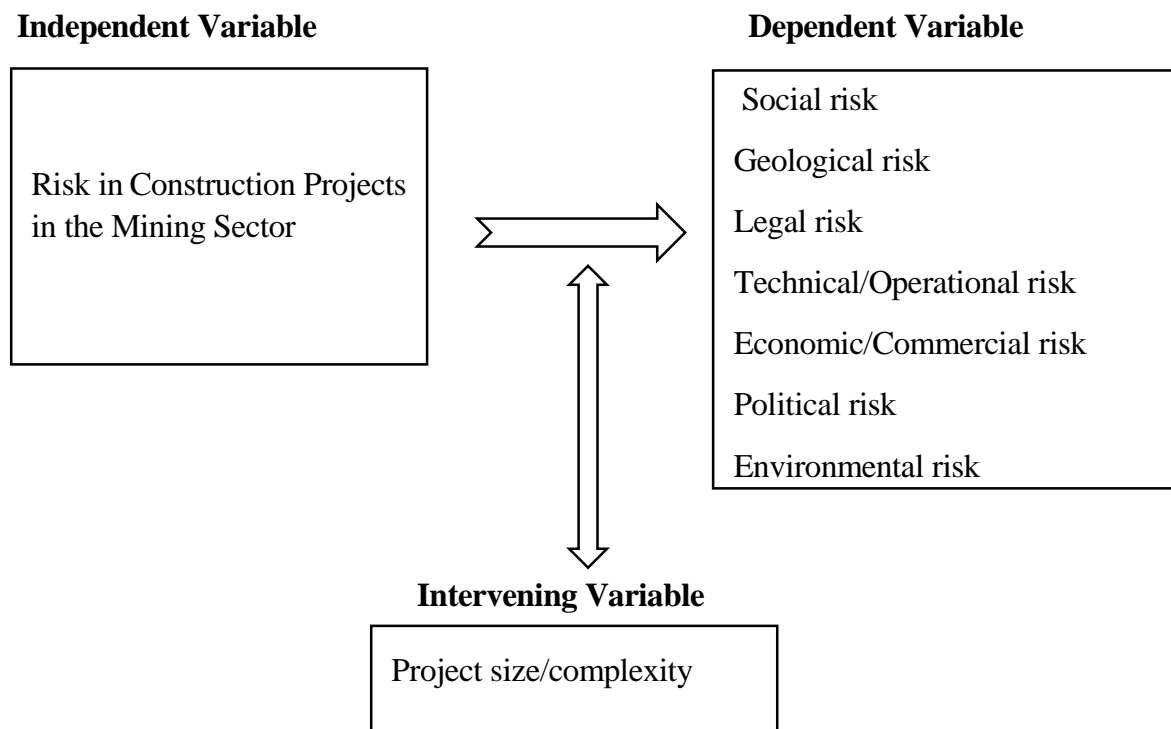 Independent Variable
Risk in Construction Projects
in the Mining Sector
Dependent Variable
Social risk
Geological risk
Legal risk
Technical/Operational risk
Economic/Commercial risk
Political risk
Environmental risk
Intervening Variable
Project size/complexity